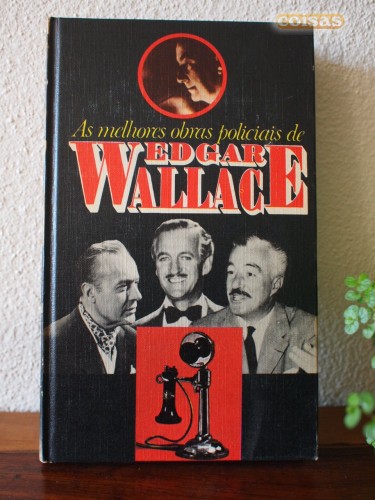 coisas
As melhores obras policiais de
EDGAR
WALLACE